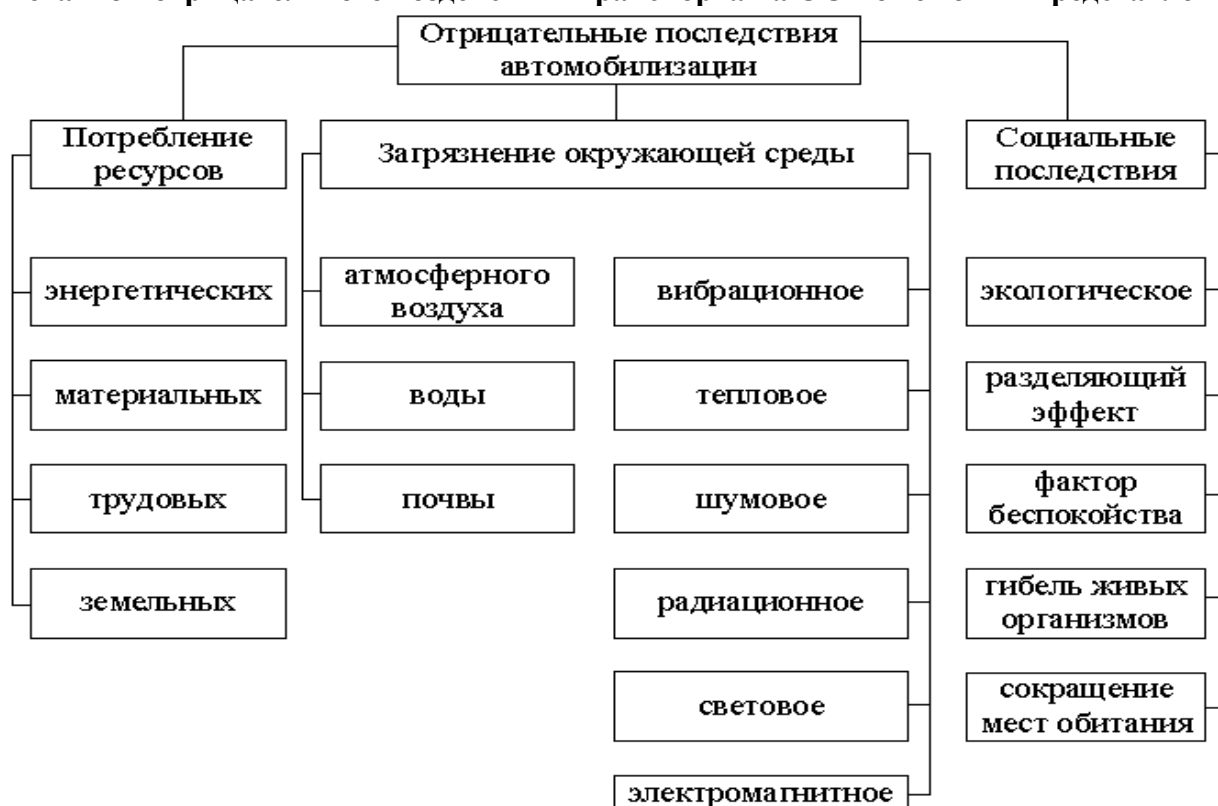 Отрицательные последствия
автомобилизации
Потребление
ресурсов
Загрязнение окружающей среды
Социальные
последствия
энергетических
атмосферного
воздуха
вибрационное
экологическое
материальных
воды
тепловое
разделяющий
эффект
трудовых
почвы
шумовое
фактор
беспокойства
земельных
радиационное
гибель живых
организмов
световое
сокращение
мест обитания
электромагнитное